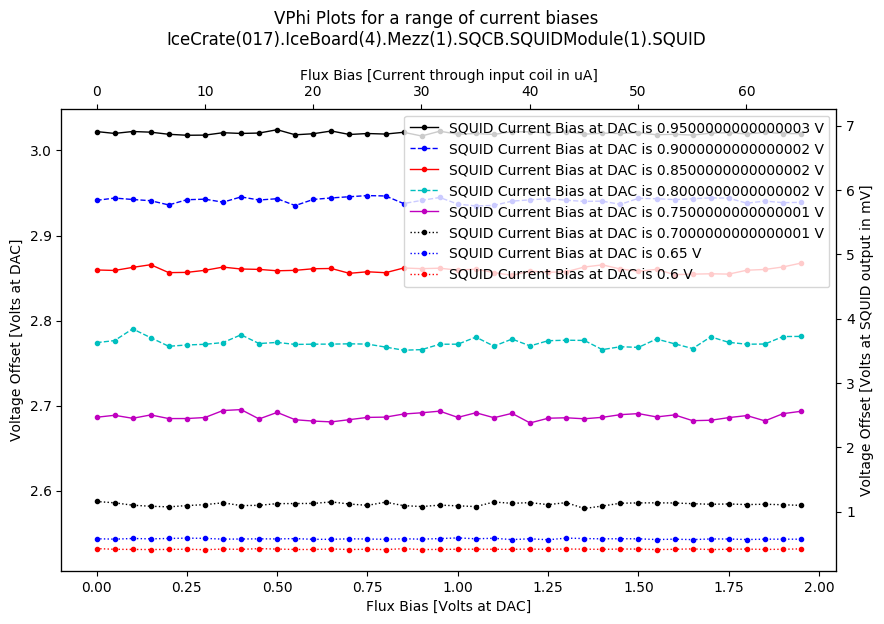 VPhi Plots for a range of current biases
IceCrate(017).IceBoard(4).Mezz(1).SQCB.SQUIDModule(1).SQUID
Flux Bias [Current through input coil in uA]
0 10 20 30 40 50 60
SQUID Current Bias at DAC is 0.9500000000000003 V
SQUID Current Bias at DAC is 0.9000000000000002 V
SQUID Current Bias at DAC is 0.8500000000000002 V
SQUID Current Bias at DAC is 0.8000000000000002 V
SQUID Current Bias at DAC is 0.7500000000000001 V
SQUID Current Bias at DAC is 0.7000000000000001 V
SQUID Current Bias at DAC is 0.65 V
SQUID Current Bias at DAC is 0.6 V
Voltage Offset [Volts at DAC]
3.0
2.9
2.8
2.7
2.6
Voltage Offset [Volts at SQUID output in mV]
7
6
5
4
3
2
1
0.00 0.25 0.50 0.75 1.00 1.25 1.50 1.75 2.00
Flux Bias [Volts at DAC]